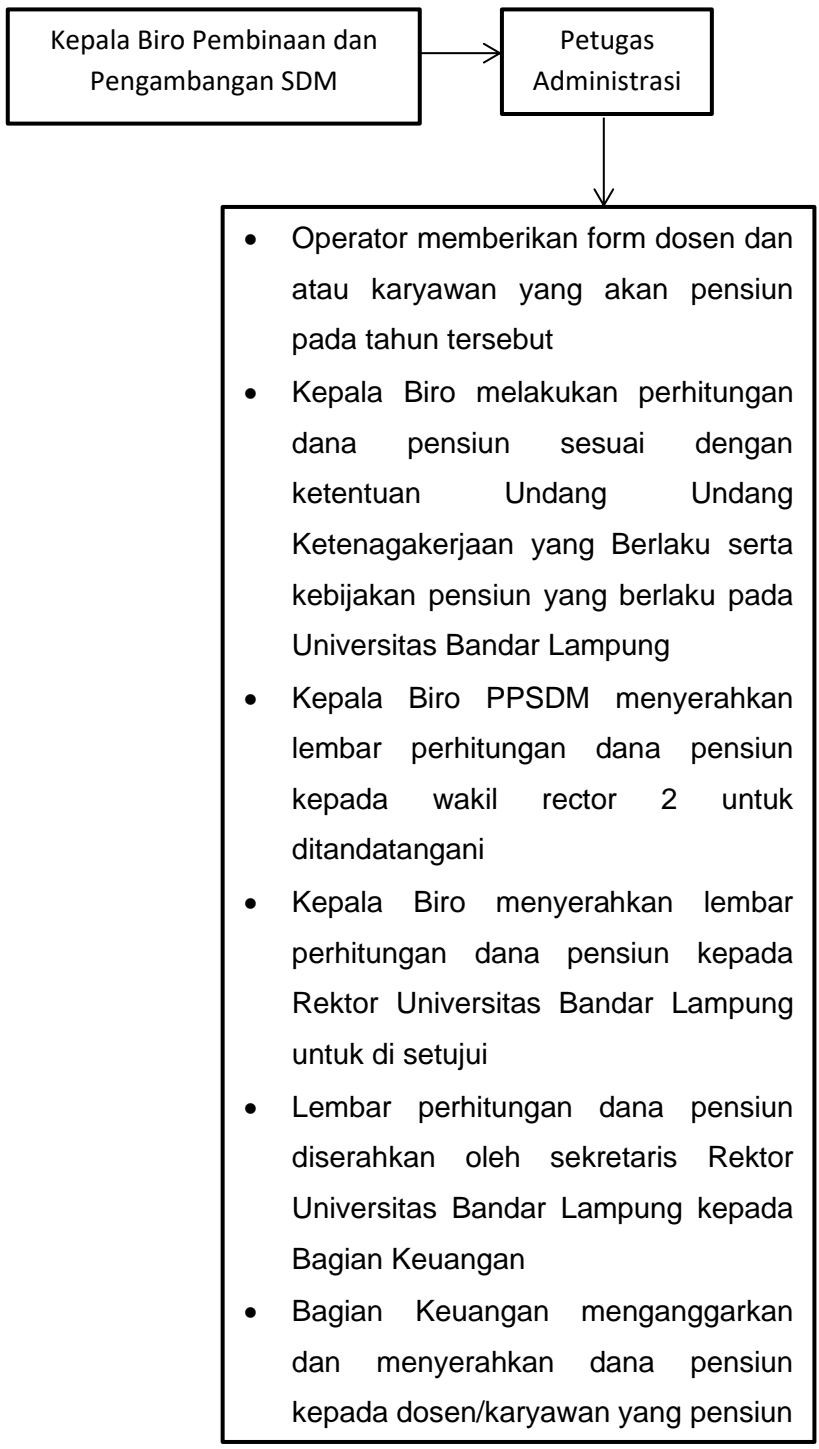 Kepala Biro Pembinaan dan
Pengambangan SDM
Petugas
Administrasi
• Operator memberikan form dosen dan
atau karyawan yang akan pensiun
pada tahun tersebut
• Kepala Biro melakukan perhitungan
dana pensiun sesuai dengan
ketentuan Undang Undang
Ketenagakerjaan yang Berlaku serta
kebijakan pensiun yang berlaku pada
Universitas Bandar Lampung
• Kepala Biro PPSDM menyerahkan
lembar perhitungan dana pensiun
kepada wakil rector 2 untuk
ditandatangani
• Kepala Biro menyerahkan lembar
perhitungan dana pensiun kepada
Rektor Universitas Bandar Lampung
untuk di setujui
• Lembar perhitungan dana pensiun
diserahkan oleh sekretaris Rektor
Universitas Bandar Lampung kepada
Bagian Keuangan
• Bagian Keuangan menganggarkan
dan menyerahkan dana pensiun
kepada dosen/karyawan yang pensiun